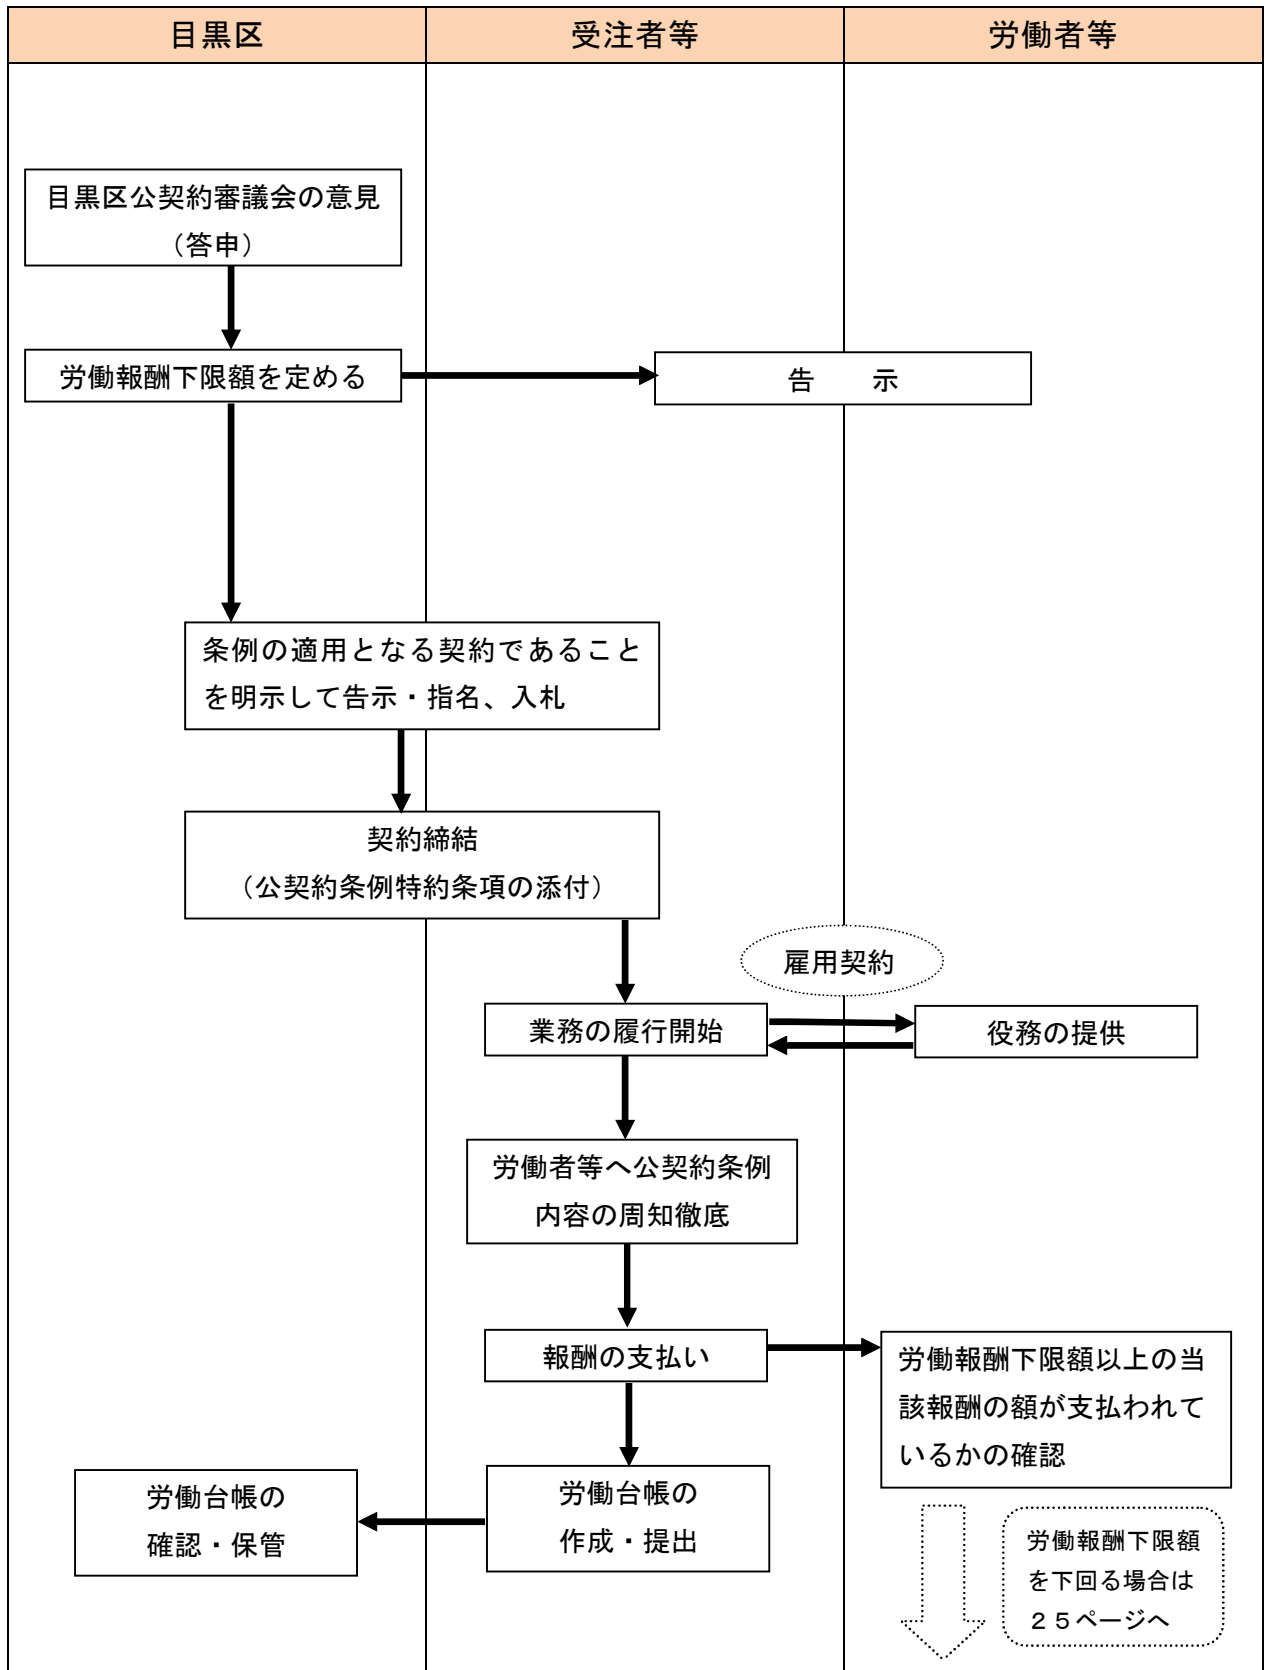 目黒区
受注者等
労働者等
目黒区公契約審議会の意見
（答申）
労働報酬下限額を定める
告　　示
条例の適用となる契約であること
を明示して告示・指名、入札
契約締結
（公契約条例特約条項の添付）
雇用契約
業務の履行開始
役務の提供
労働者等へ公契約条例
内容の周知徹底
報酬の支払い
労働報酬下限額以上の当
該報酬の額が支払われて
いるかの確認
労働台帳の
確認・保管
労働台帳の
作成・提出
労働報酬下限額
を下回る場合は
２５ページへ